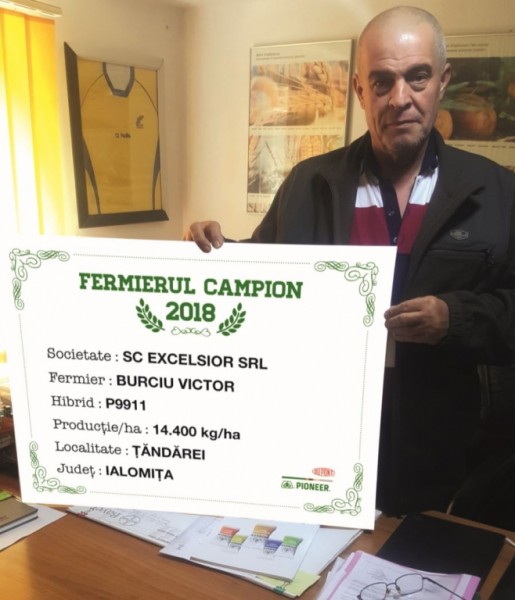 FERMIERUL CAMPION
2018
Societate : SC EXCELSIOR SRL
Fermier : BURCIU VICTOR
Hibrid : P9911
Producție/ha : 14.400 kg/ha
Localitate : ȚĂNDĂREI
Județ : IALOMIȚA
PIONEER